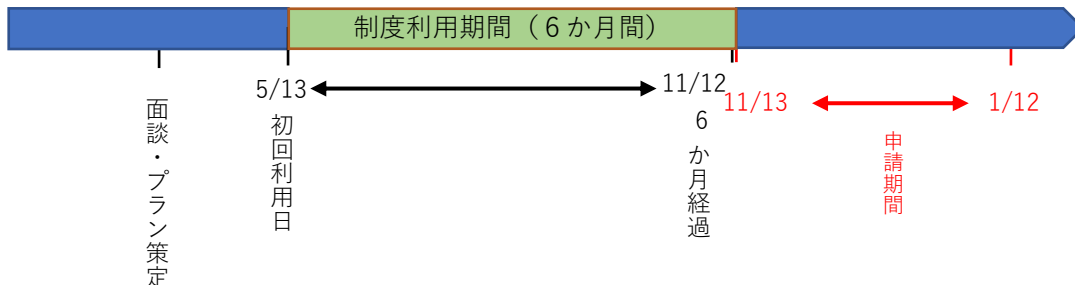 制度利用期間（６か月間）
5/13
11/12
11/13
1/12
面談・プラン策定
初回利用日
６か月経過
申請期間